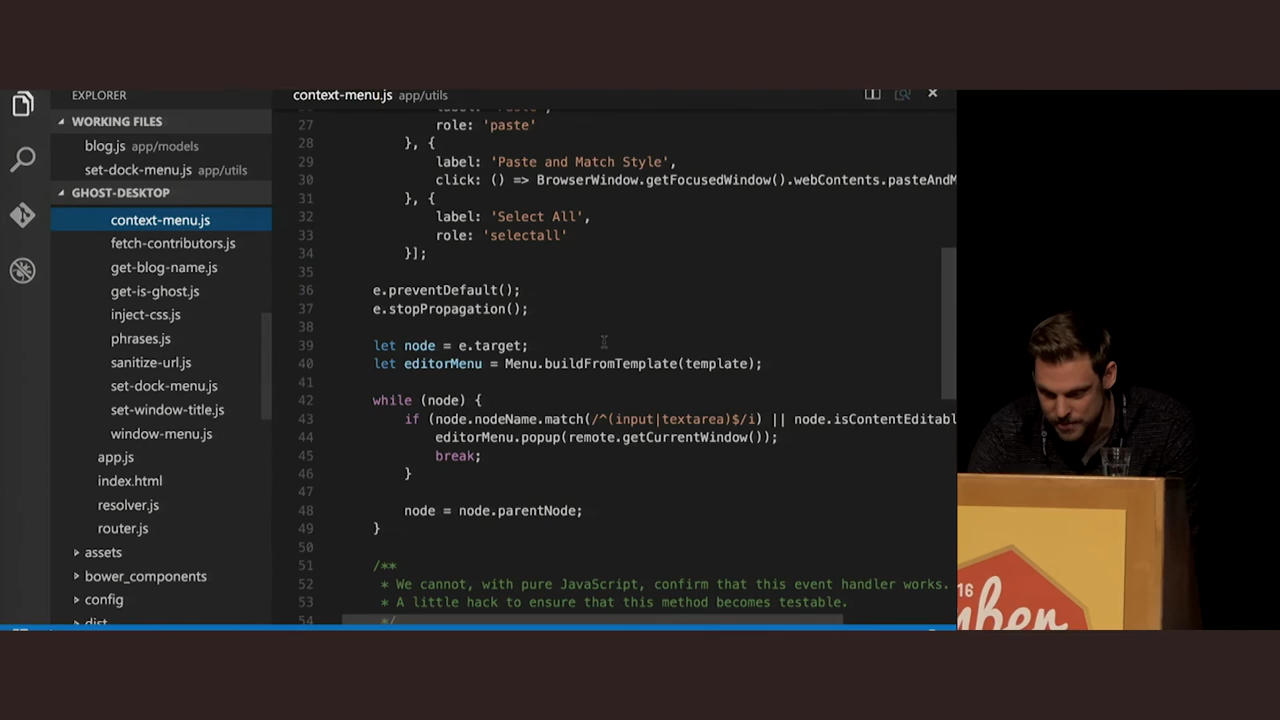 EXPLORER
WORKING FILES
blog.js app/models
set-dock-menu.js app/utils
GHOST-DESKTOP
context-menu.js
fetch-contributors.js
get-blog-name.js
get-is-ghost.js
inject-css.js
phrases.js
sanitize-url.js
set-dock-menu.js
set-window-title.js
window-menu.js
app.js
index.html
resolver.js
router.js
assets
bower_components
config
dist
context-menu.js app/utils
27 role: 'paste'
28 }, {
29 label: 'Paste and Match Style',
30 click: () => BrowserWindow.getFocusedWindow().webContents.pasteAndM
31 }, {
32 label: 'Select All',
33 role: 'selectall'
34 }];
35
36 e.preventDefault();
37 e.stopPropagation();
38
39 let node = e.target;
40 let editorMenu = Menu.buildFromTemplate(template);
41
42 while (node) {
43 if (node.nodeName.match(/^(input|textarea)$/i) || node.isContentEditabl
44 editorMenu.popup(remote.getCurrentWindow());
45 break;
46 }
47
48 node = node.parentNode;
49 }
50
51 /**
52 * We cannot, with pure JavaScript, confirm that this event handler works.
53 * A little hack to ensure that this method becomes testable.
54 */
16
mber